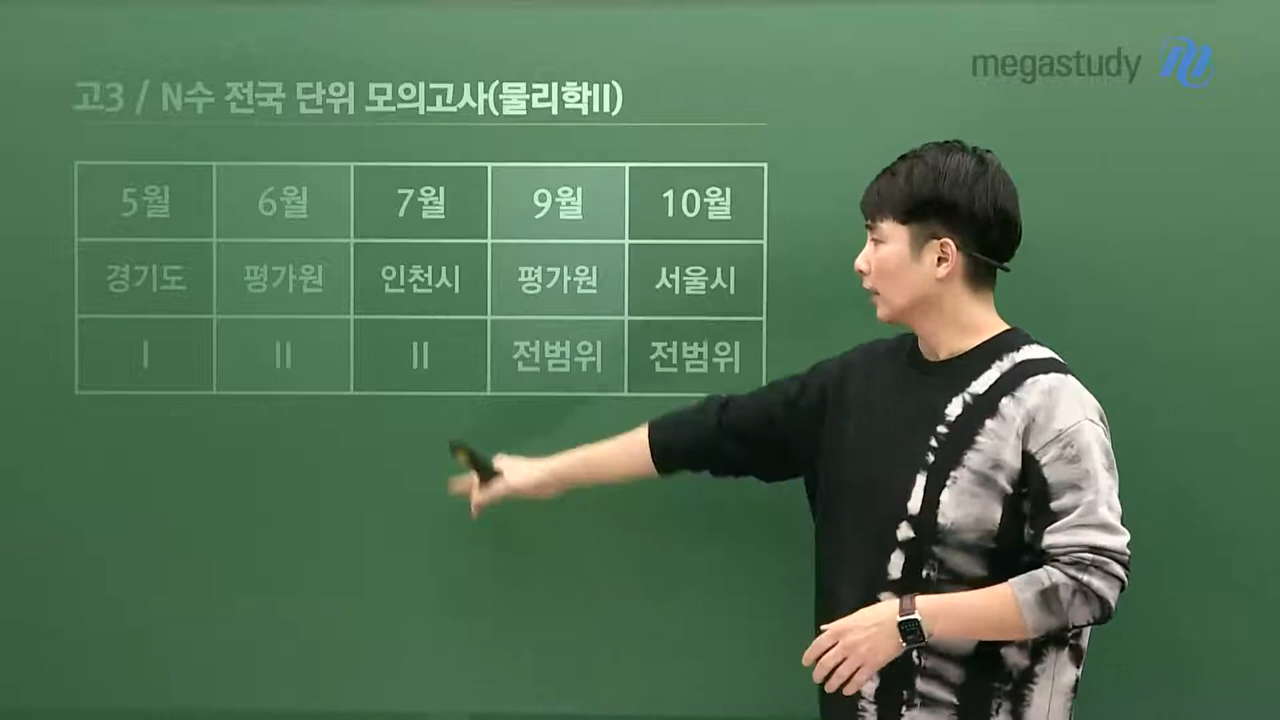 megastudy
고3 / N수 전국 단위 모의고사(물리학II)
5월 6월 7월 9월 10월
경기도 평가원 인천시 평가원 서울시
I II II 전범위 전범위